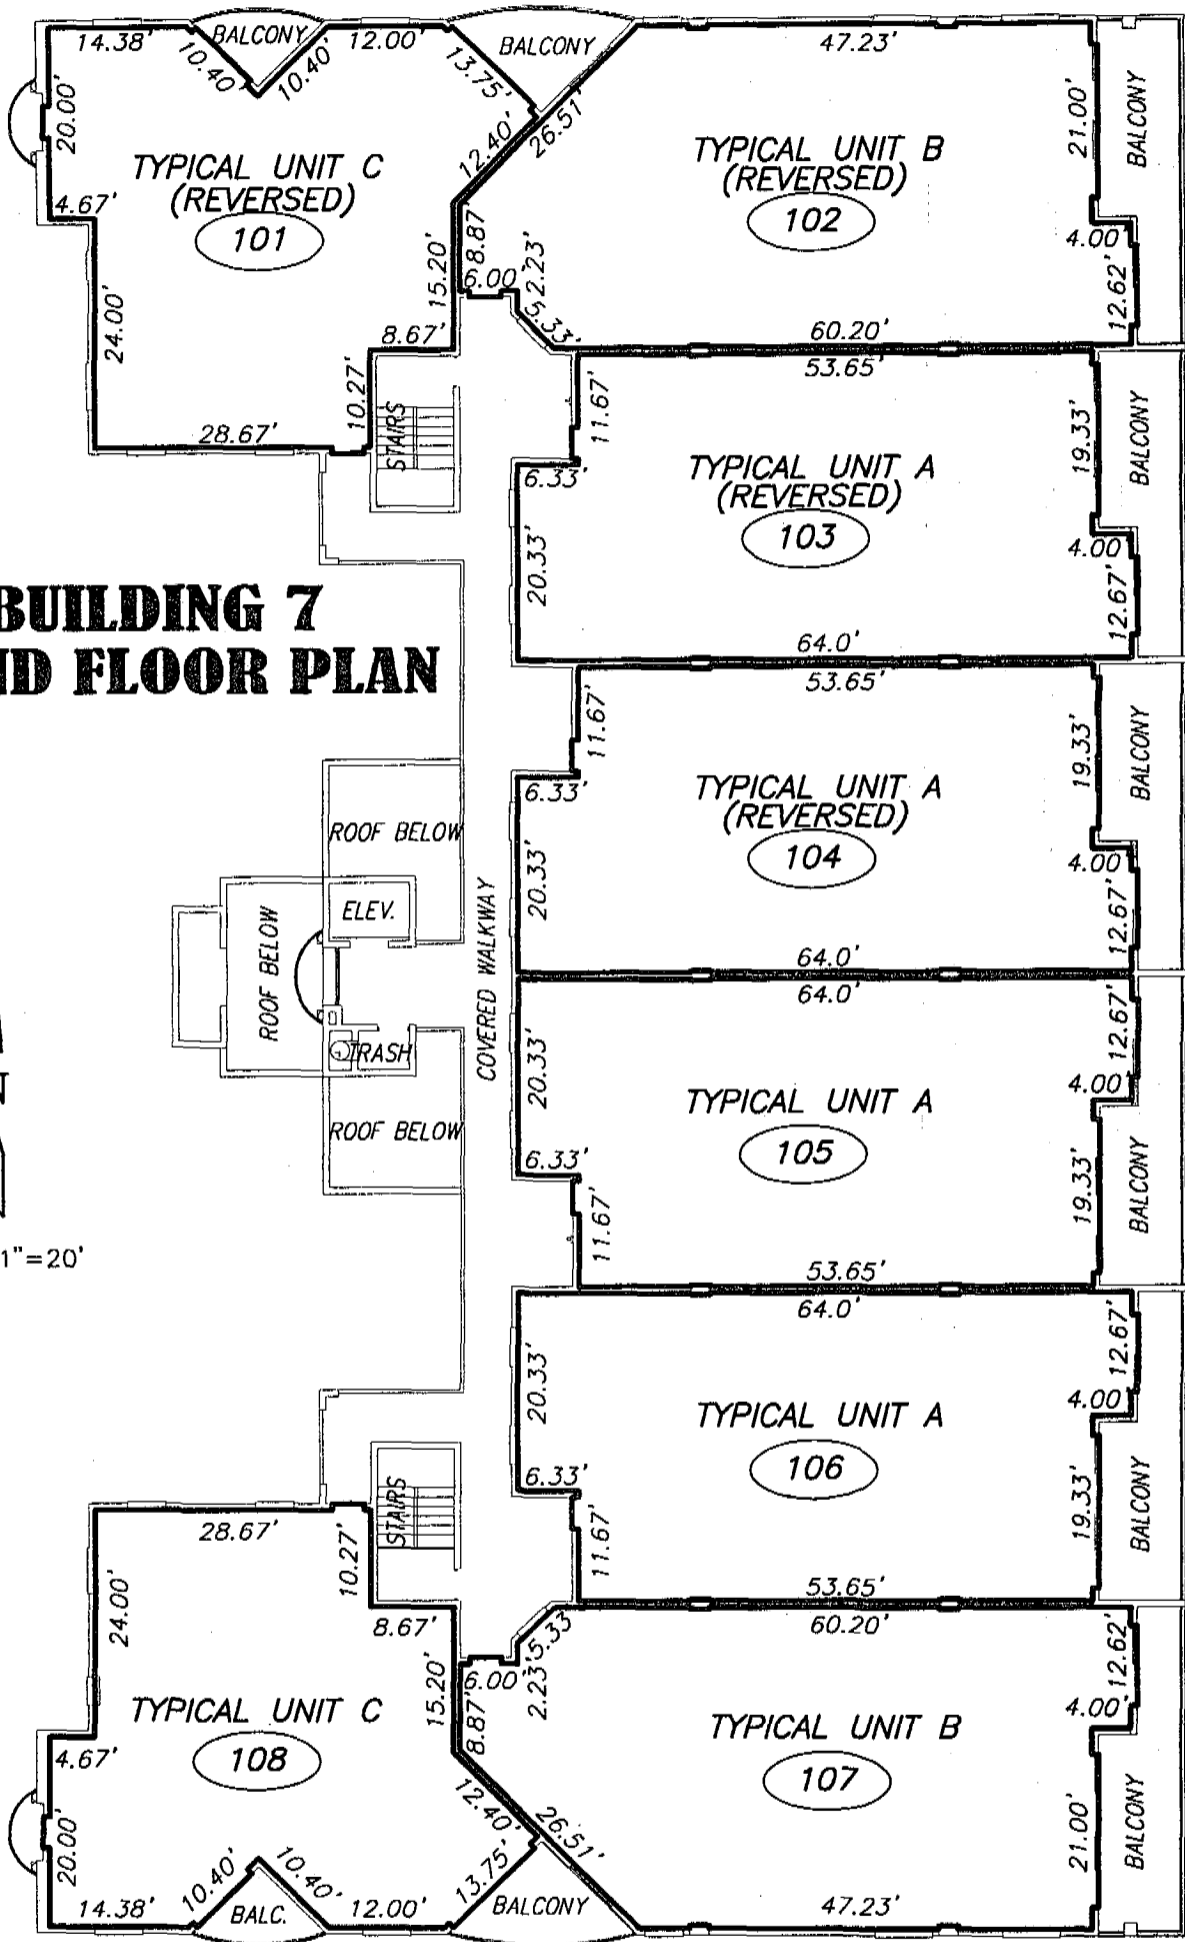 14.38'
10.40'
BALCONY
10.40'
12.00'
13.75'
BALCONY
47.23'
20.00'
TYPICAL UNIT C
(REVERSED)
101
12.40'
26.51'
TYPICAL UNIT B
(REVERSED)
102
21.00'
BALCONY
4.67'
24.00'
15.20'
8.87
6.00'
2.23'
5.33'
4.00'
12.62'
8.67'
60.20'
10.27'
28.67'
STAIRS
53.65'
11.67'
6.33'
TYPICAL UNIT A
(REVERSED)
103
19.33'
BALCONY
4.00'
20.33'
12.67'
64.0'
BUILDING 7
FLOOR PLAN
53.65'
11.67'
6.33'
TYPICAL UNIT A
(REVERSED)
104
19.33'
BALCONY
4.00'
20.33'
12.67'
64.0'
ROOF BELOW
ELEV.
ROOF BELOW
COVERED WALKWAY
TRASH
ROOF BELOW
64.0'
20.33'
12.67'
4.00'
TYPICAL UNIT A
105
6.33'
11.67'
19.33'
BALCONY
53.65'
1"=20'
64.0'
20.33'
12.67'
4.00'
TYPICAL UNIT A
106
6.33'
11.67'
19.33'
BALCONY
53.65'
28.67'
STAIRS
10.27'
24.00'
8.67'
15.20'
TYPICAL UNIT C
108
4.67'
20.00'
14.38'
10.40'
BALC.
10.40'
12.00'
13.75'
BALCONY
12.40'
26.51'
8.87'
6.00'
2.23'
5.33'
60.20'
12.62'
4.00'
TYPICAL UNIT B
107
21.00'
BALCONY
47.23'